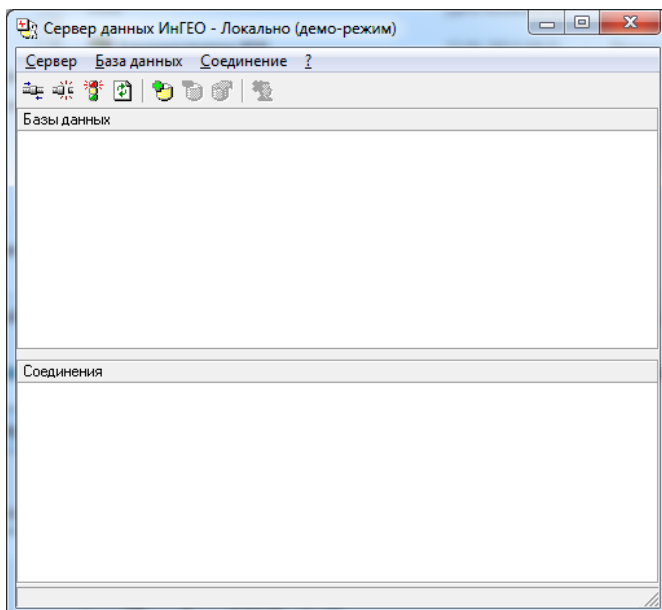 Сервер данных ИнГЕО - Локально (демо-режим)
Сервер База данных Соединение ?
Базы данных
Соединения